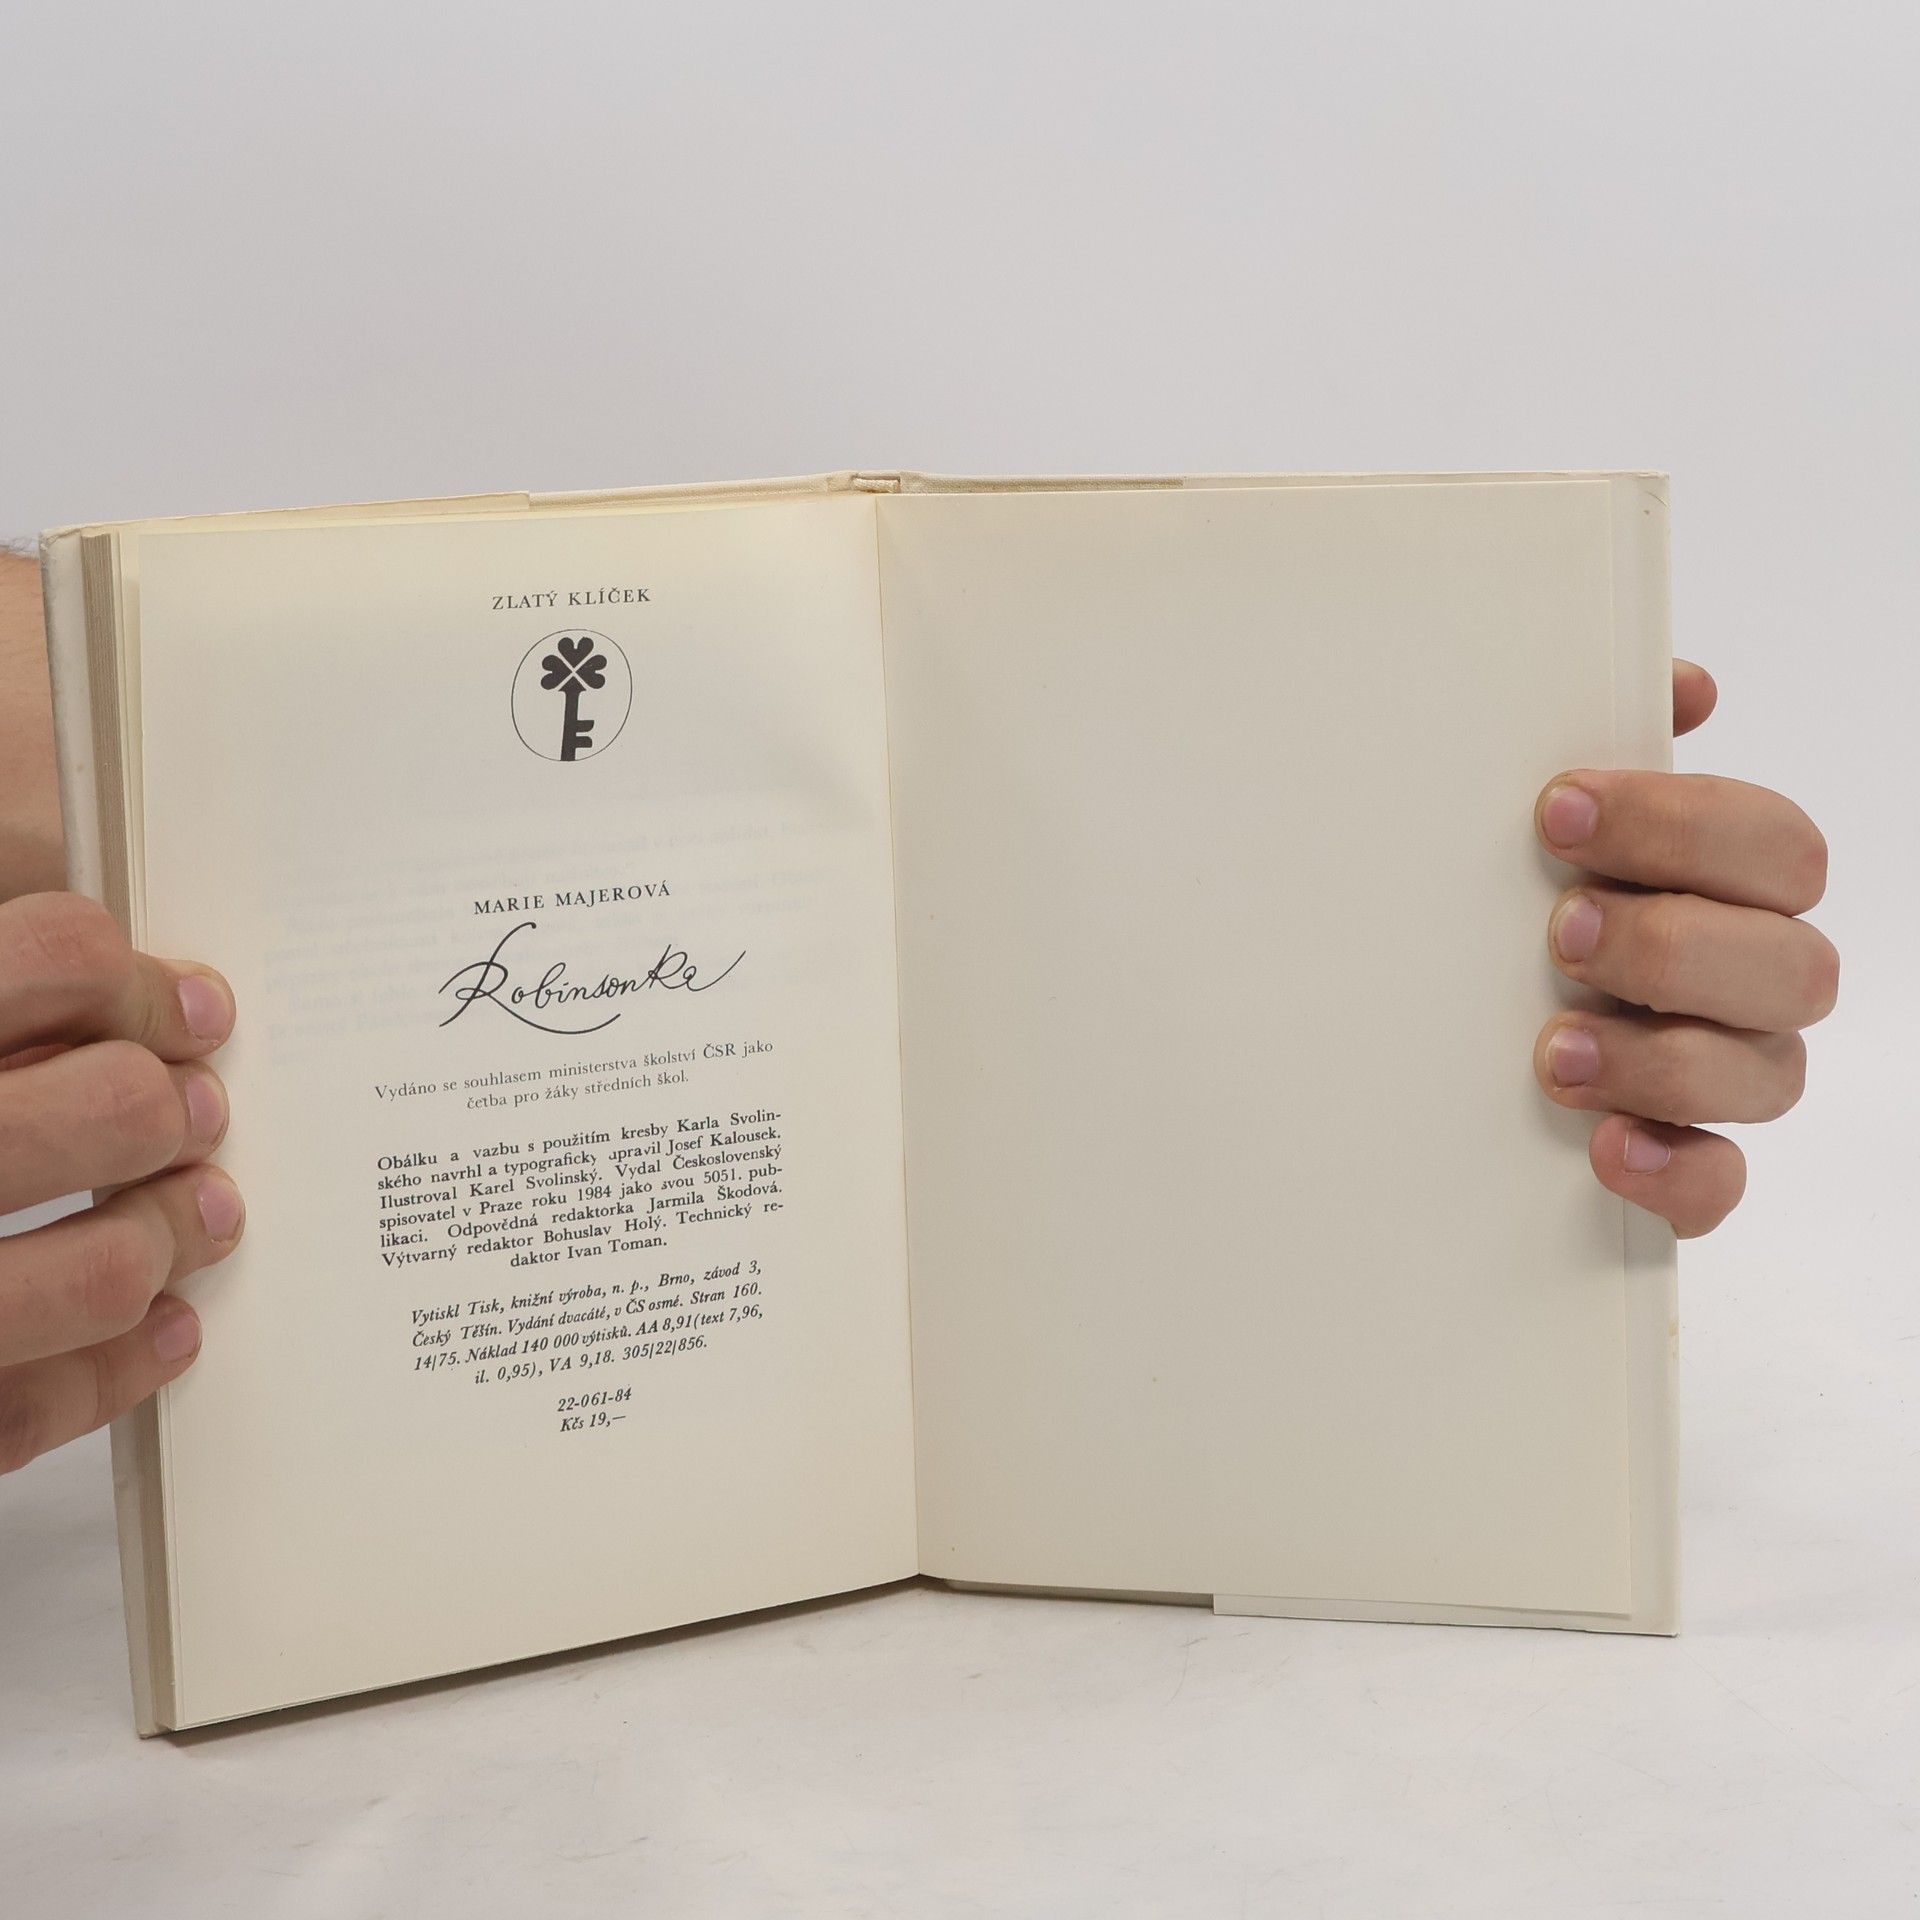 ZLATÝ KLÍČEK
MARIE MAJEROVÁ
Robinsonka
Vydáno se souhlasem ministerstva školství ČSR jako
četba pro žáky středních škol.
Obálku a vazbu s použitím kresby Karla Svolin-
ského navrhl a typograficky upravil Josef Kalousek.
Ilustroval Karel Svolinský. Vydal Československý
spisovatel v Praze roku 1984 jako svou 5051. pub-
likaci. Odpovědná redaktorka Jarmila Škodová.
Výtvarný redaktor Bohuslav Holý. Technický re-
daktor Ivan Toman.
Vytiskl Tisk, knižní výroba, n. p., Brno, závod 3,
Český Těšín. Vydání dvacáté, v ČS osmé. Stran 160.
14/75. Náklad 140 000 výtisků. AA 8,91 (text 7,96,
il. 0,95), VA 9,18. 305/22/856.
22-061-84
Kčs 19,—